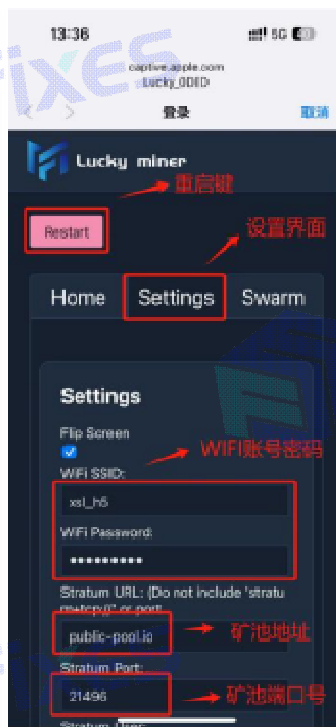 13:36
5G
captive.apple.com
登录
取消
Lucky miner
重启键
Restart
设置界面
Home Settings Swarm
Settings
Flip Screen
WIFI账号密码
WiFi SSID:
xsl_h5
WiFi Password:
•••••••••
Stratum URL: (Do not include 'stratu
m+tcp://' or port
public-pool.io
矿池地址
Stratum Port:
21496
矿池端口号
Stratum User: